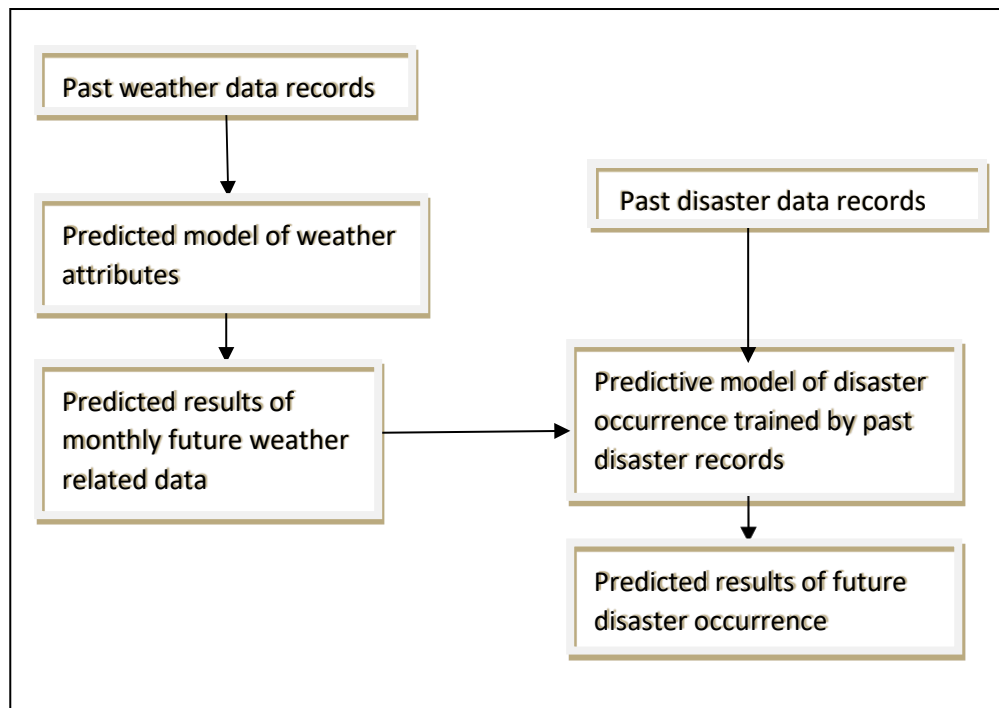 Past weather data records
Predicted model of weather
attributes
Predicted results of
monthly future weather
related data
Past disaster data records
Predictive model of disaster
occurrence trained by past
disaster records
Predicted results of future
disaster occurrence